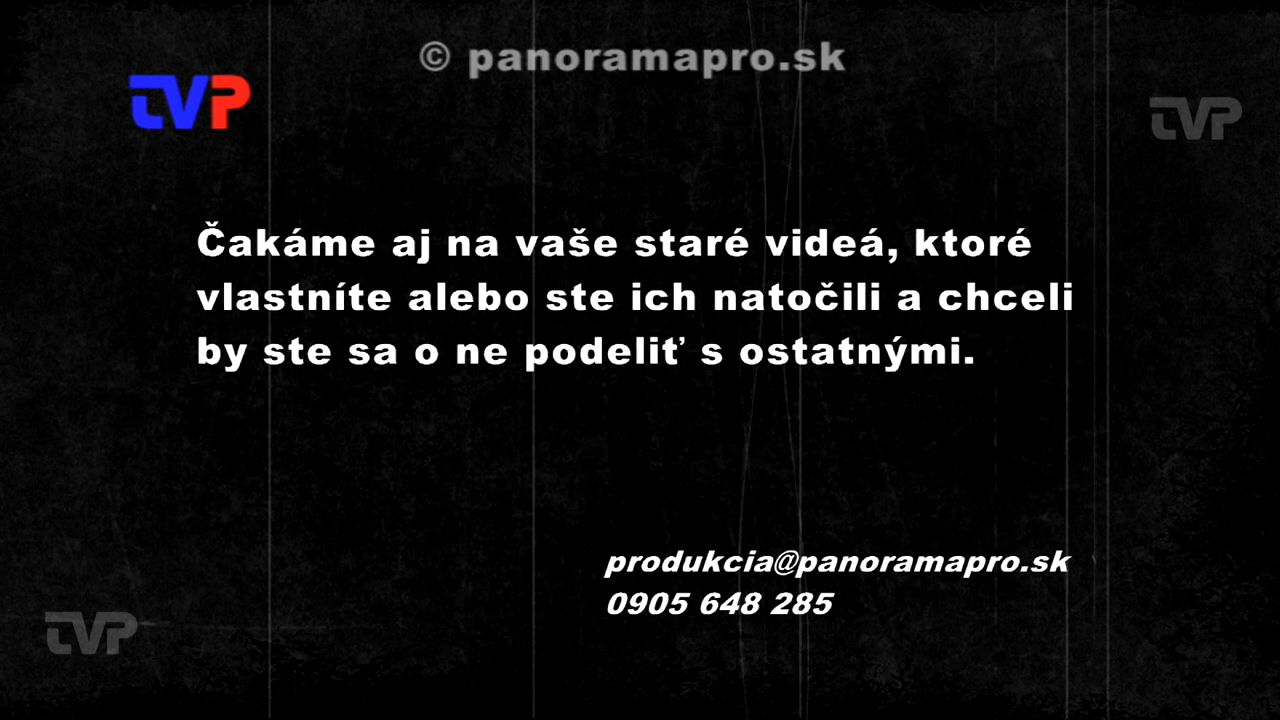 © panoramapro.sk
TVP
TVP
Čakáme aj na vaše staré videá, ktoré
vlastníte alebo ste ich natočili a chceli
by ste sa o ne podeliť s ostatnými.
produkcia@panoramapro.sk
0905 648 285
TVP